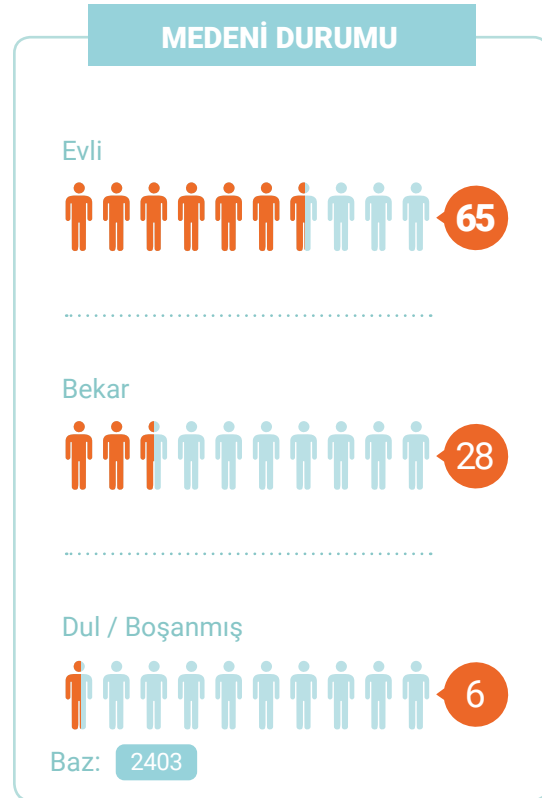 MEDENİ DURUMU
Evli
65
Bekar
28
Dul / Boşanmış
6
Baz: 2403